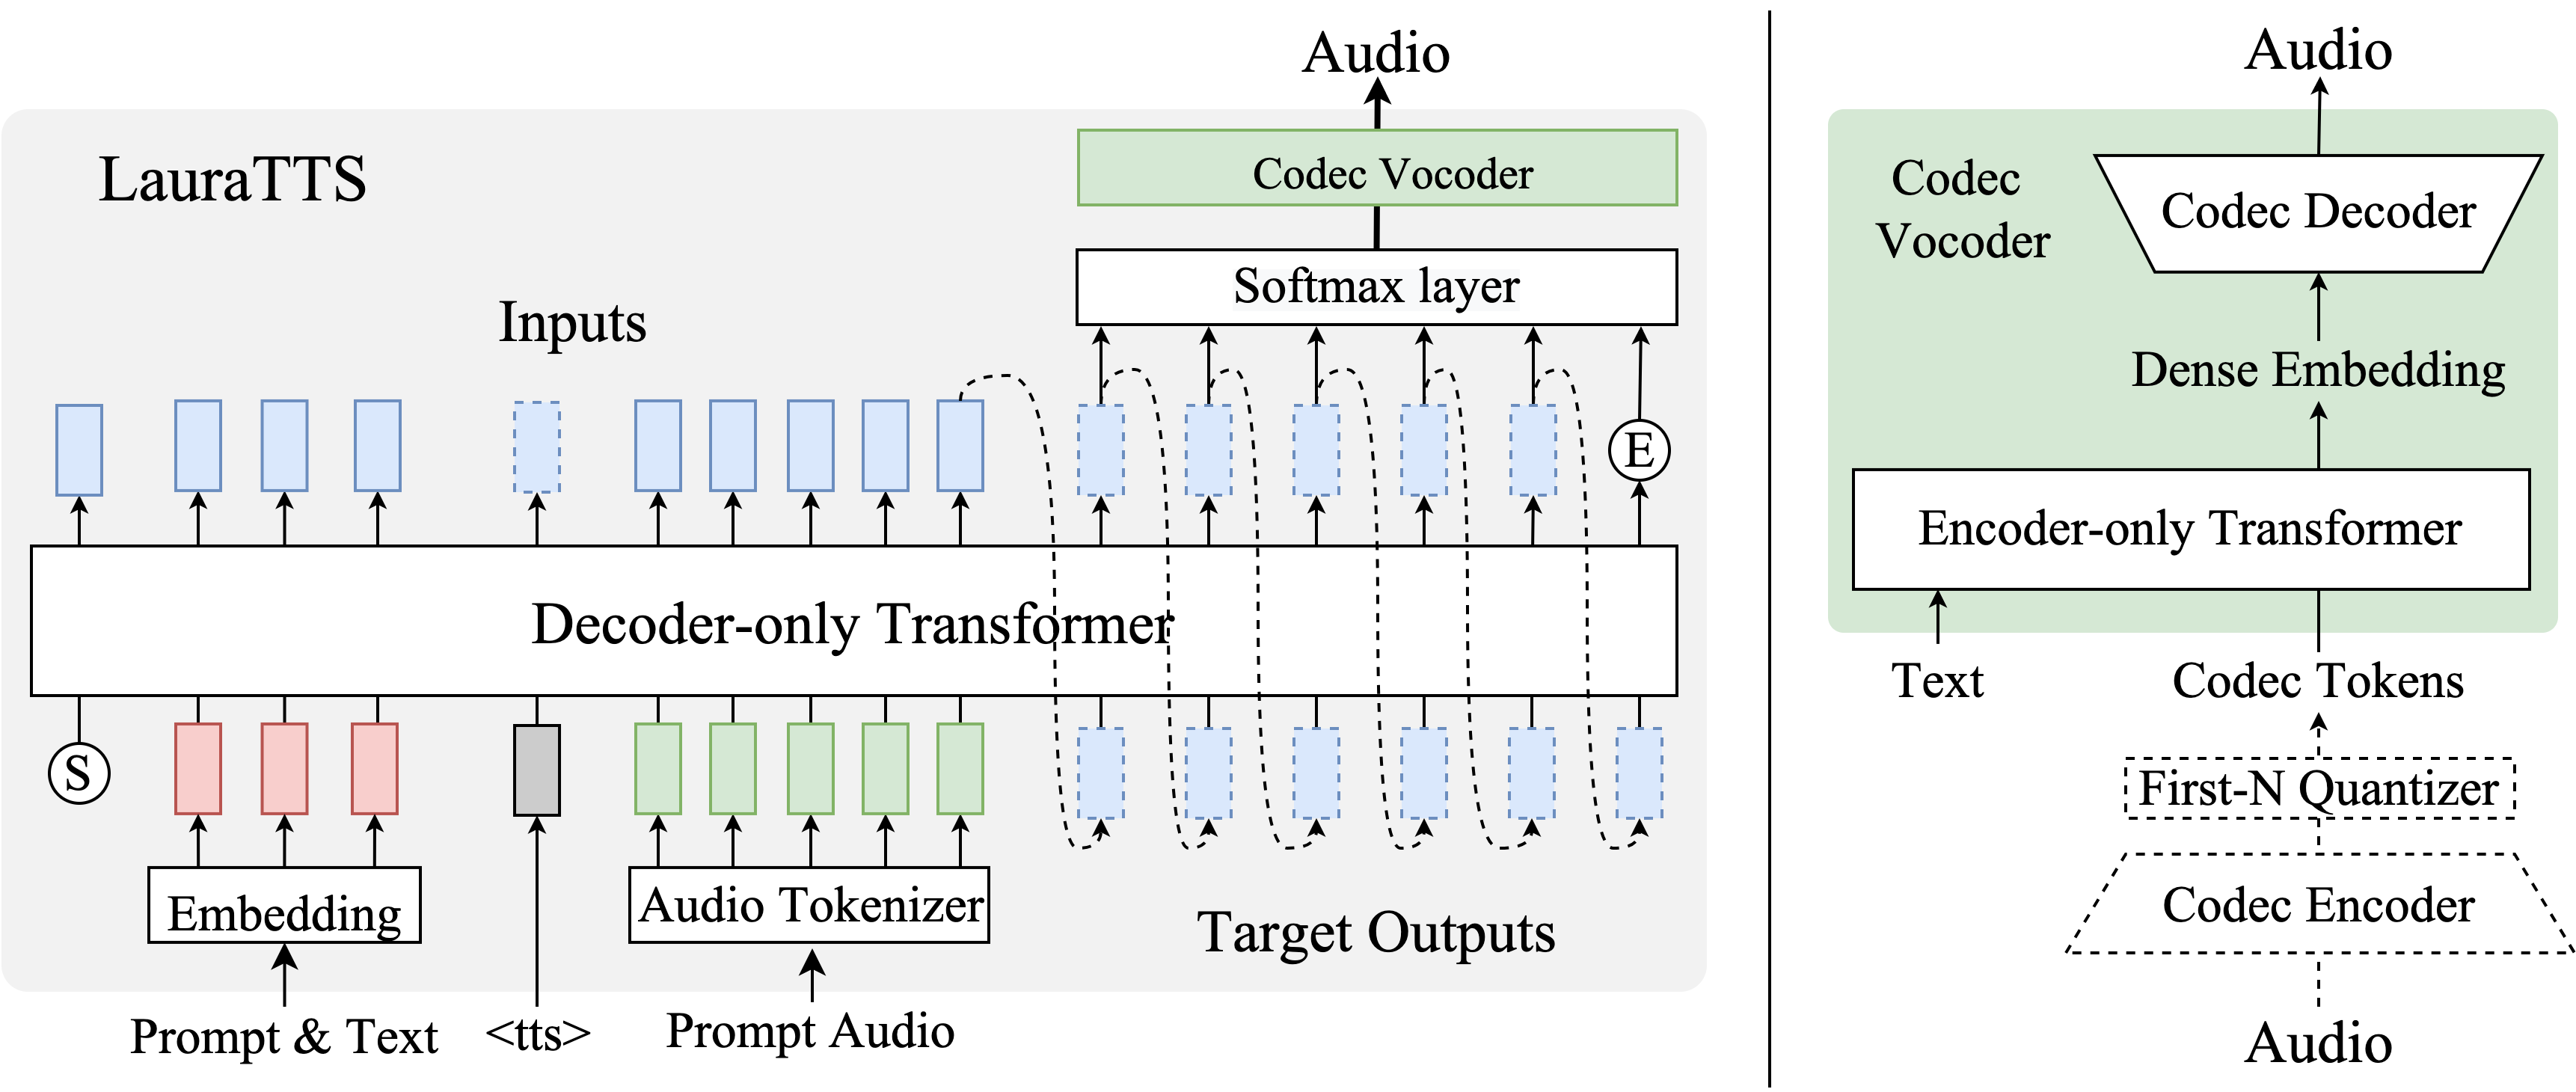 Audio
LauraTTS
Codec Vocoder
Softmax layer
Inputs
E
Decoder-only Transformer
S
Embedding
Audio Tokenizer
Target Outputs
Prompt & Text
<tts>
Prompt Audio
Audio
Codec
Vocoder
Codec Decoder
Dense Embedding
Encoder-only Transformer
Text
Codec Tokens
First-N Quantizer
Codec Encoder
Audio